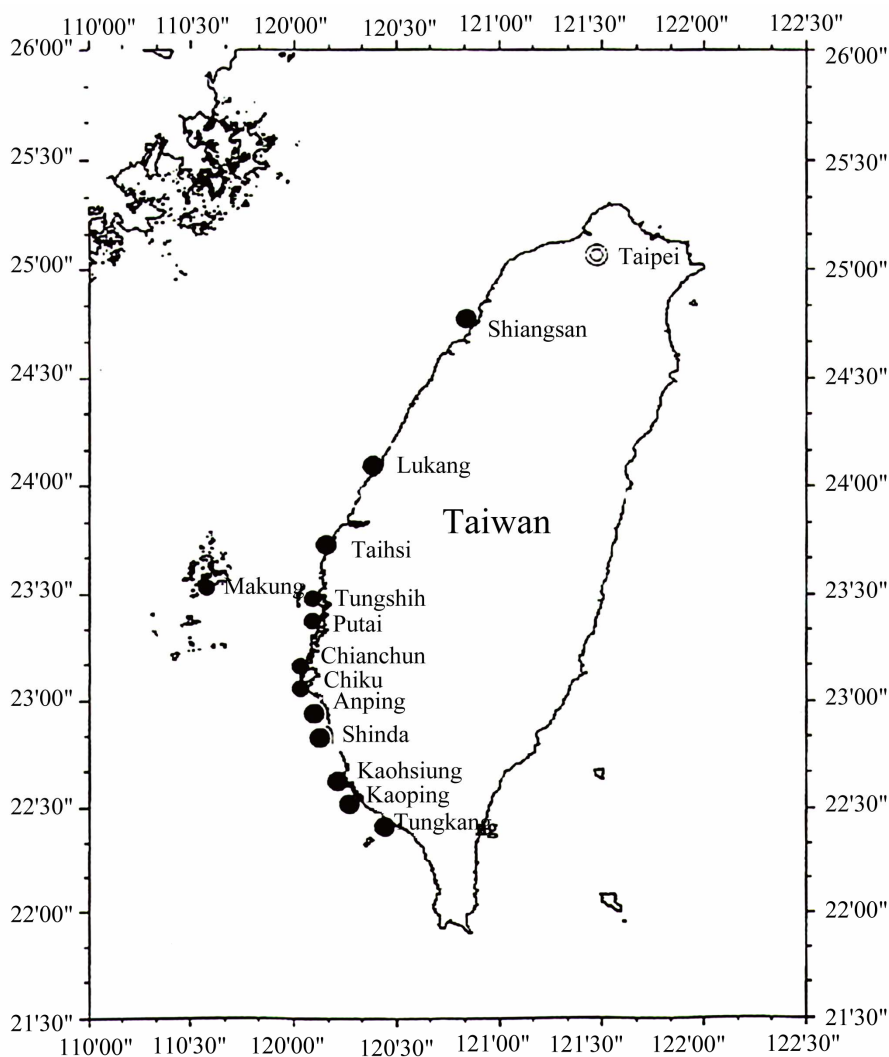 110'00" 110'30" 120'00" 120'30" 121'00" 121'30" 122'00" 122'30"
26'00" 26'00"
25'30" 25'30"
Taipei
25'00" 25'00"
Shiangsan
24'30" 24'30"
Lukang
24'00" 24'00"
Taiwan
Taihsi
23'30" Makung Tungshih 23'30"
Putai
Chianchun
Chiku
23'00" Anping 23'00"
Shinda
Kaohsiung
22'30" Kaoping 22'30"
Tungkang
22'00" 22'00"
21'30" 21'30"
110'00" 110'30" 120'00" 120'30" 121'00" 121'30" 122'00" 122'30"